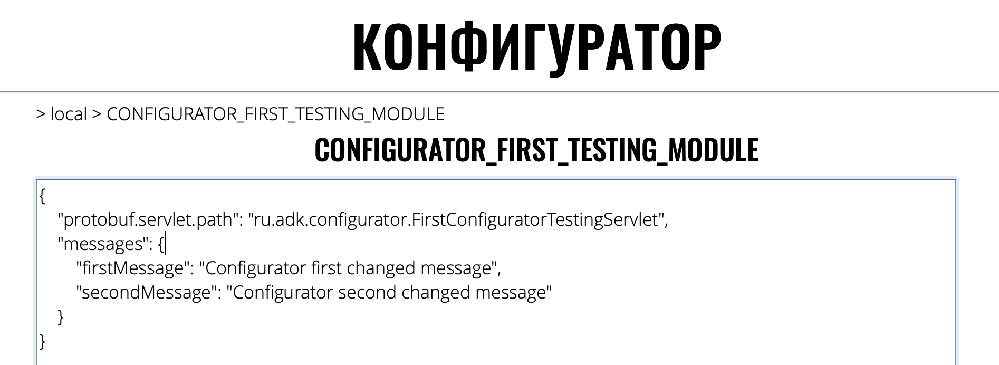 КОНФИГУРАТОР
> local > CONFIGURATOR_FIRST_TESTING_MODULE
CONFIGURATOR_FIRST_TESTING_MODULE
{
"protobuf.servlet.path": "ru.adk.configurator.FirstConfiguratorTestingServlet",
"messages": {
"firstMessage": "Configurator first changed message",
"secondMessage": "Configurator second changed message"
}
}